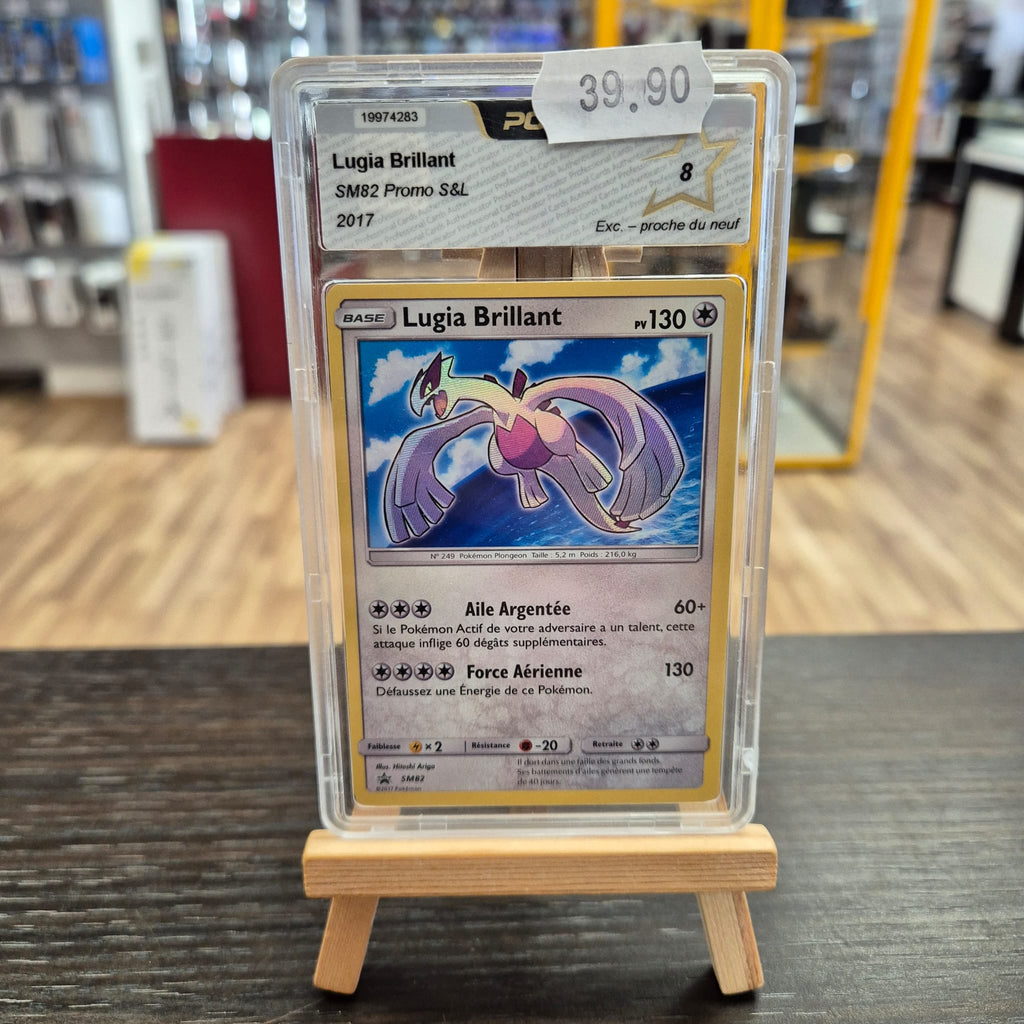 39.90
19974283
PC
Lugia Brillant
SM82 Promo S&L
2017
8
Exc. – proche du neuf
BASE Lugia Brillant PV130
N° 249 Pokémon Plongeon Taille : 5,2 m Poids : 216,0 kg
Aile Argentée 60+
Si le Pokémon Actif de votre adversaire a un talent, cette
attaque inflige 60 dégâts supplémentaires.
Force Aérienne 130
Défaussez une Énergie de ce Pokémon.
Faiblesse × 2 Résistance -20 Retraite
Illus. Hitoshi Ariga
SM82
©2017 Pokémon
Il dort dans une faille des grands fonds.
Ses battements d'ailes génèrent une tempête
de 40 jours.